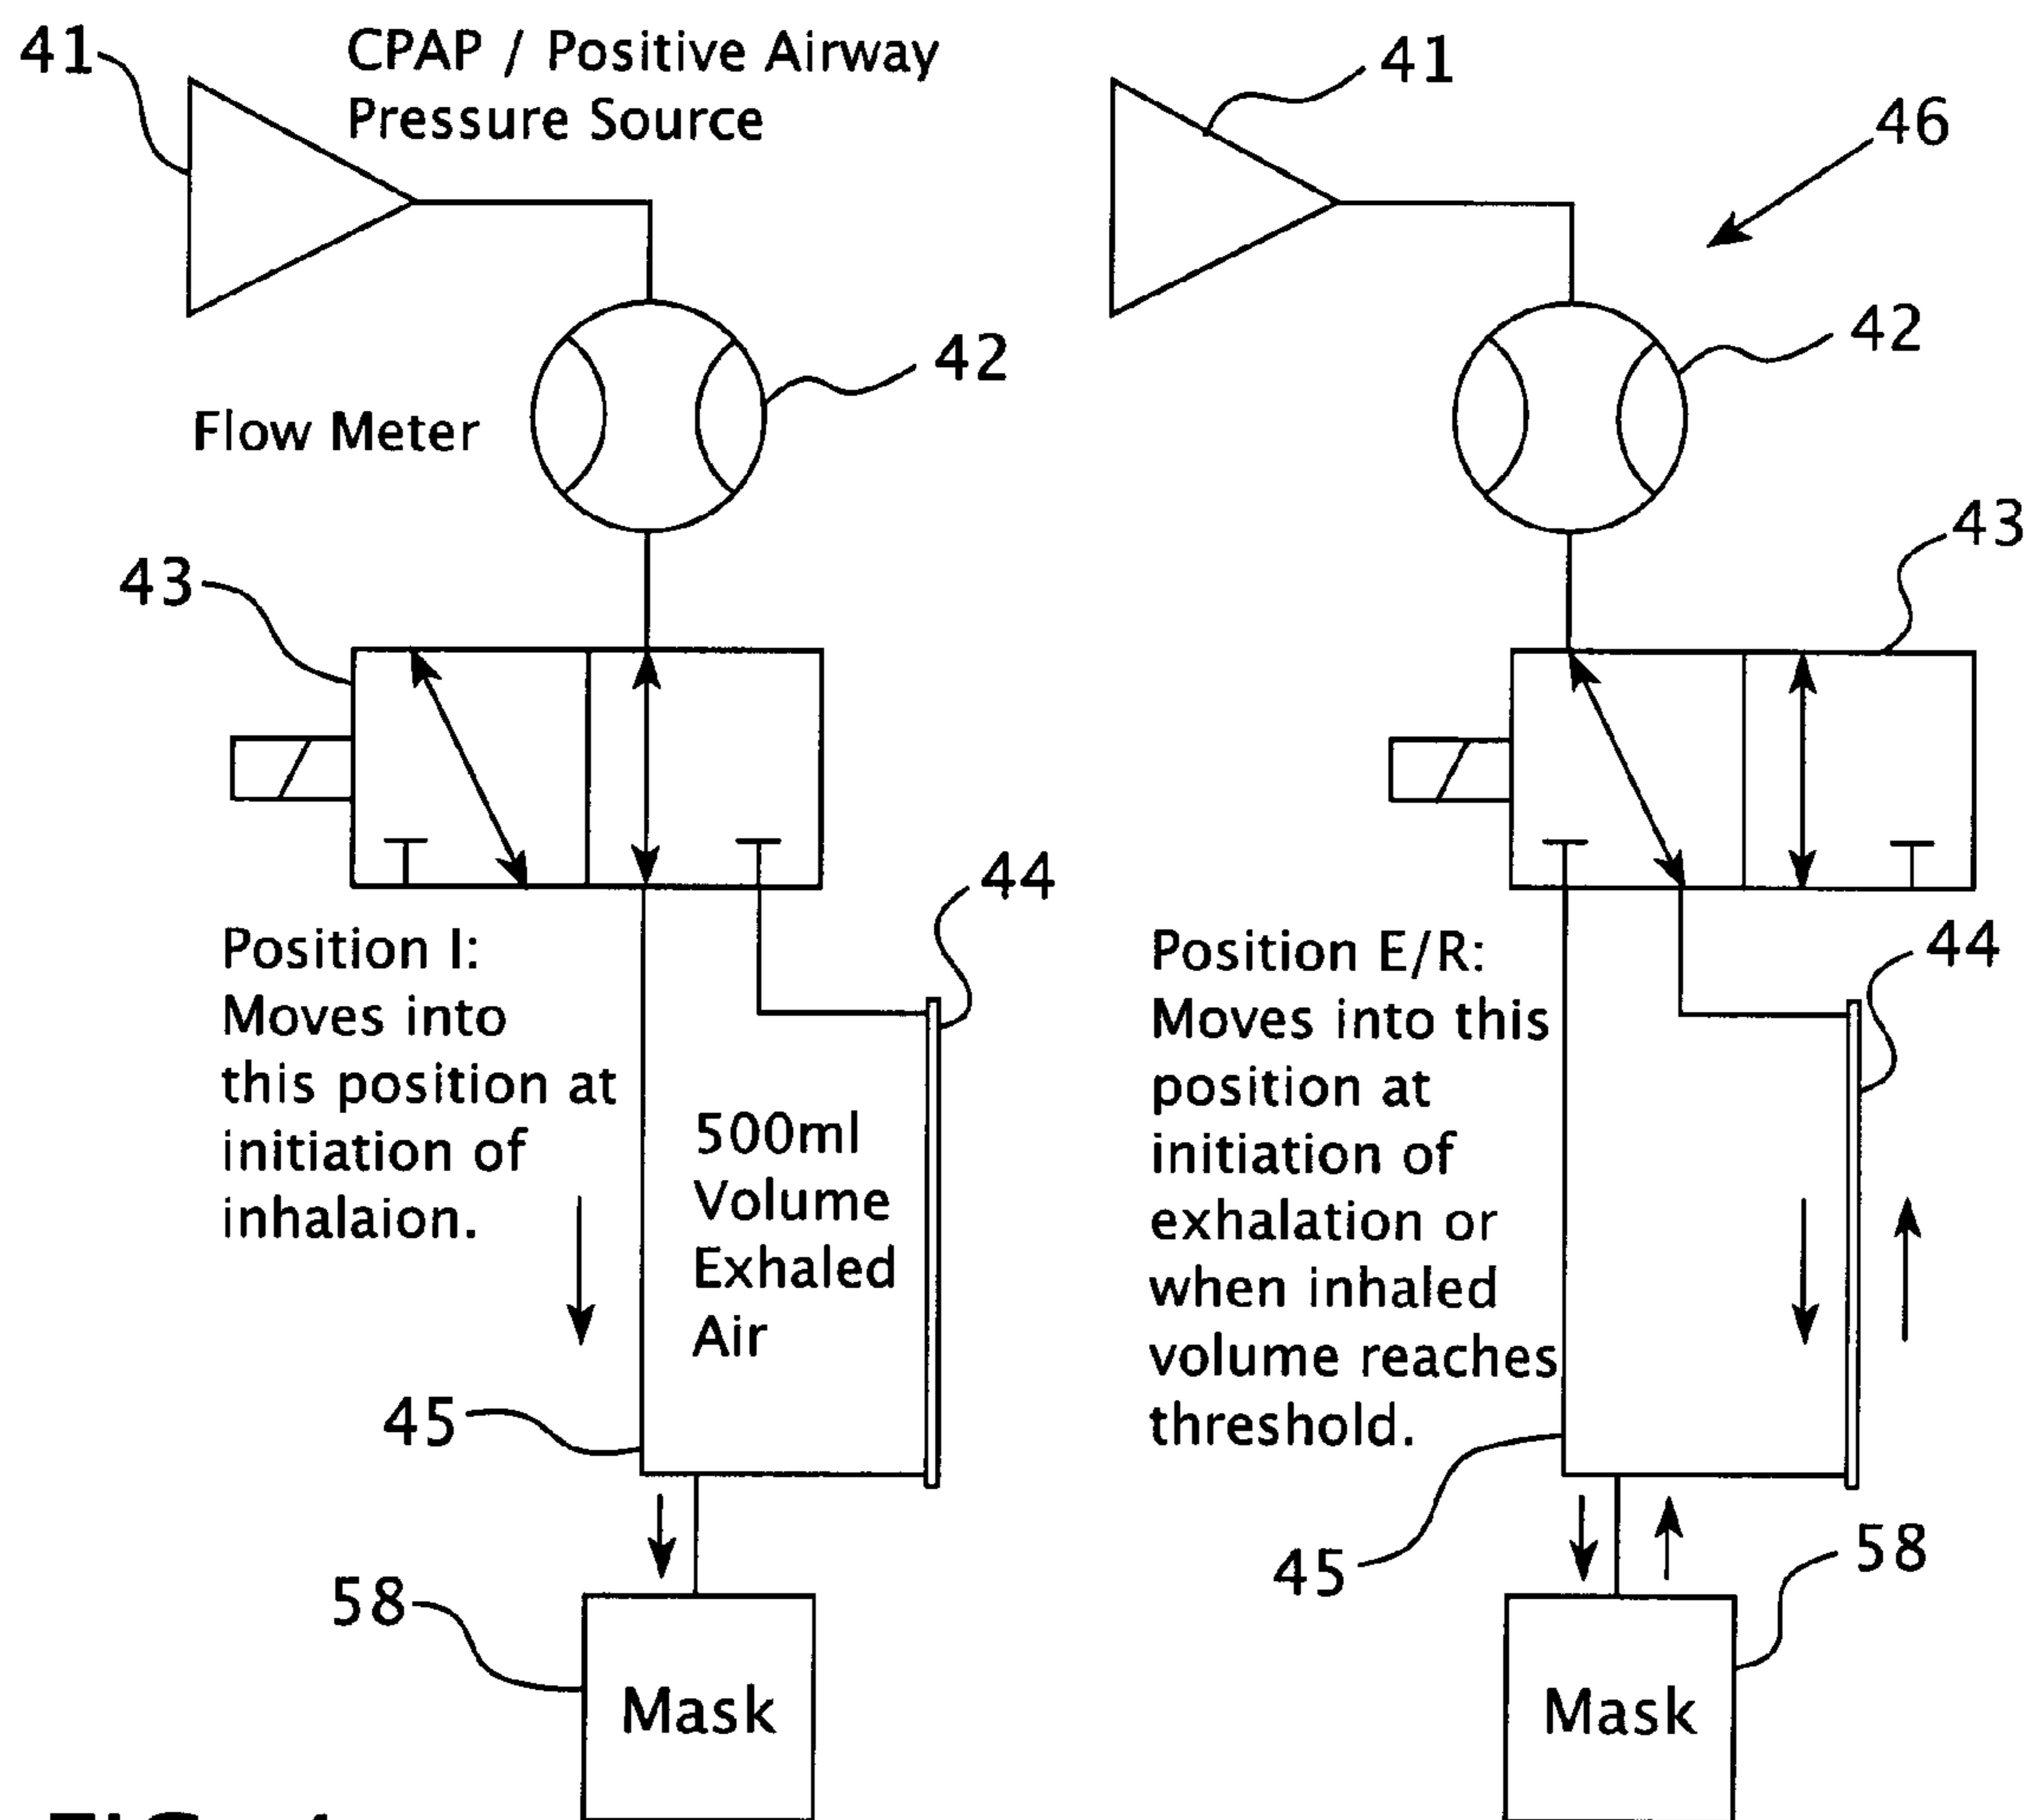 41
CPAP / Positive Airway
Pressure Source
41
46
42
Flow Meter
42
43
43
44
Position I:
Moves into
this position at
initiation of
inhalaion.
500ml
Volume
Exhaled
Air
45
58
Mask
Position E/R:
Moves into this
position at
initiation of
exhalation or
when inhaled
volume reaches
threshold.
44
45
58
Mask